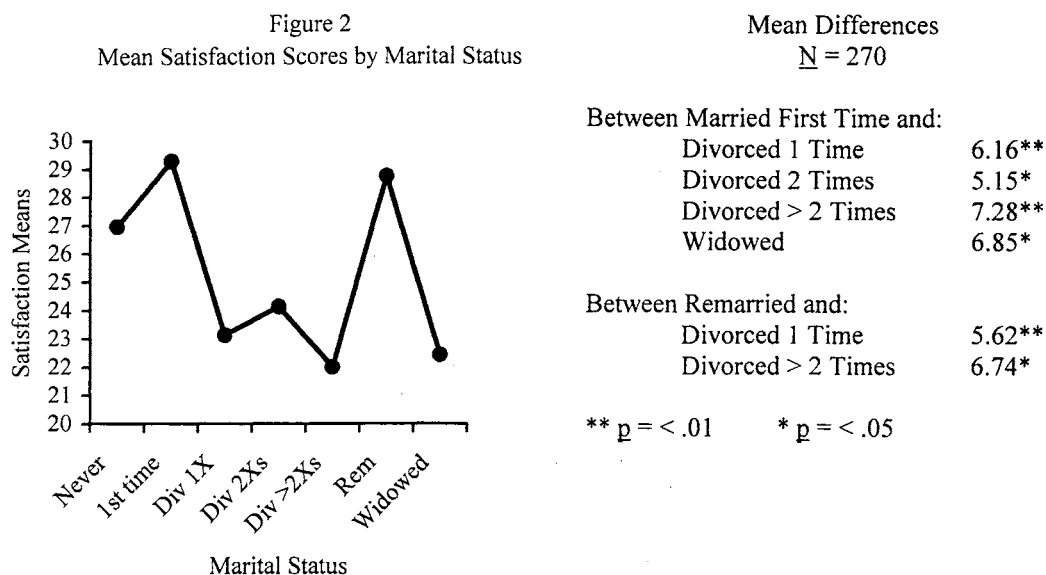 Figure 2
Mean Satisfaction Scores by Marital Status
30
29
28
27
26
25
24
23
22
21
20
Satisfaction Means
Never
1st time
Div 1X
Div 2Xs
Div >2Xs
Rem
Widowed
Marital Status
Mean Differences
N = 270
Between Married First Time and:
Divorced 1 Time 6.16**
Divorced 2 Times 5.15*
Divorced > 2 Times 7.28**
Widowed 6.85*
Between Remarried and:
Divorced 1 Time 5.62**
Divorced > 2 Times 6.74*
** p = < .01 * p = < .05